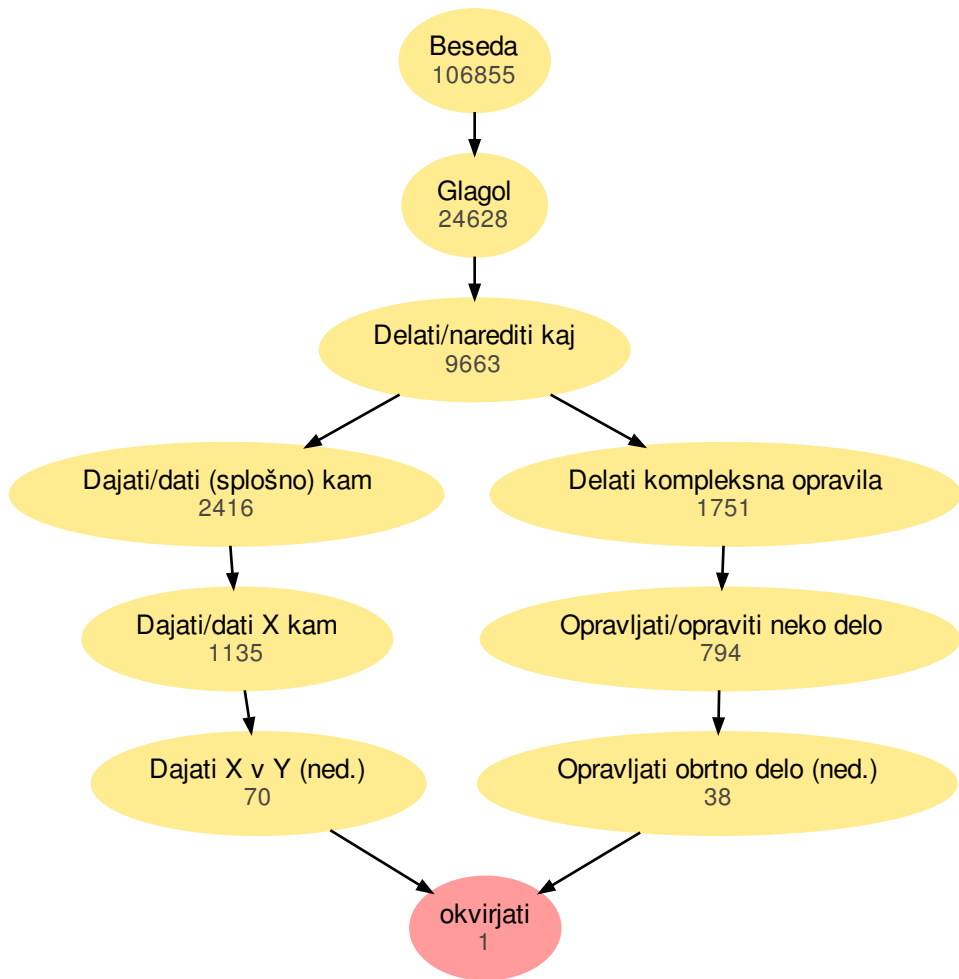 Beseda
106855
Glagol
24628
Delati/narediti kaj
9663
Dajati/dati (splošno) kam
2416
Delati kompleksna opravila
1751
Dajati/dati X kam
1135
Opravljati/opraviti neko delo
794
Dajati X v Y (ned.)
70
Opravljati obrtno delo (ned.)
38
okvirjati
1